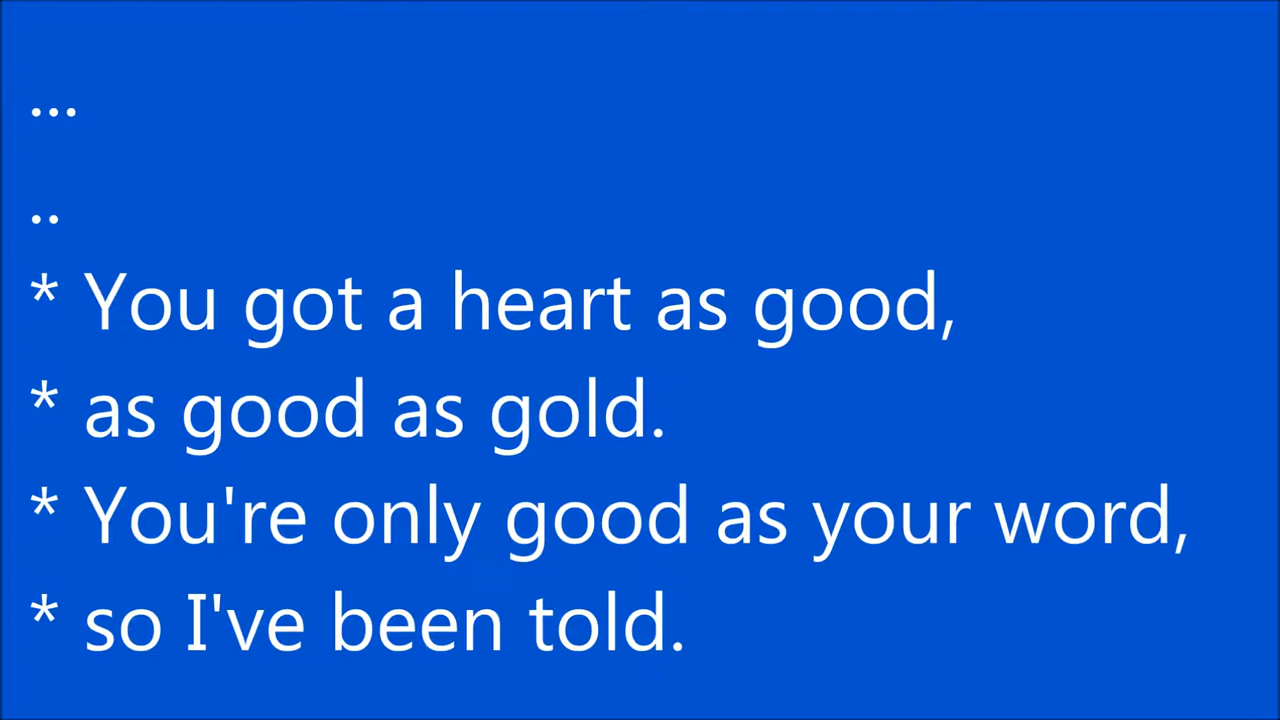 ...
..
* You got a heart as good,
* as good as gold.
* You're only good as your word,
* so I've been told.